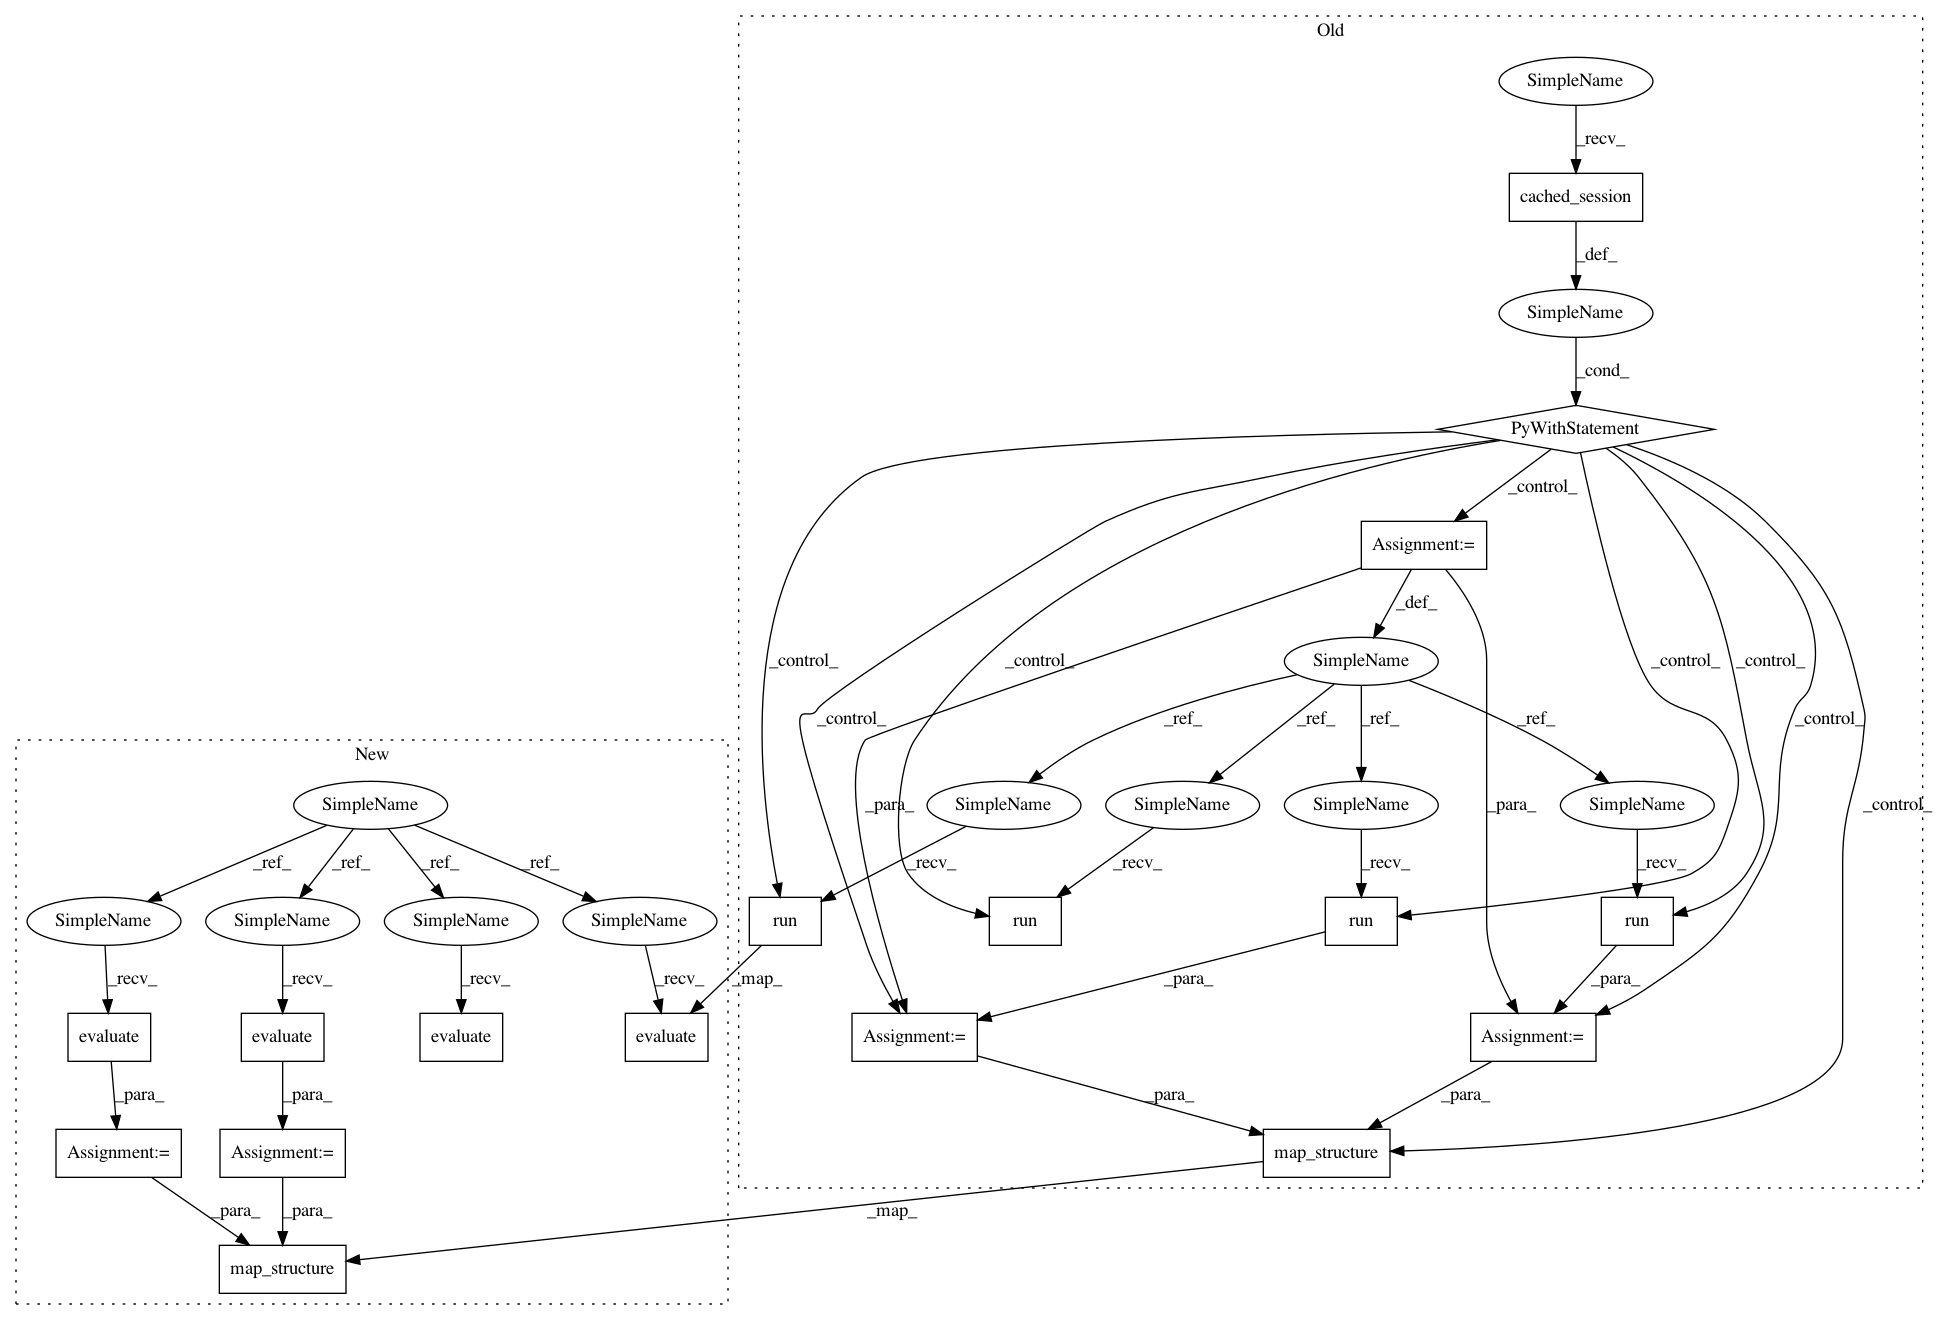 Old
SimpleName
_recv_
cached_session
_def_
SimpleName
_cond_
PyWithStatement
_control_
Assignment:=
_def_
_control_
_control_
SimpleName
_control_
_control_
_control_
_ref_
_ref_
_ref_
_ref_
_control_
New
SimpleName
_para_
SimpleName
SimpleName
SimpleName
_para_
SimpleName
_control_
_ref_
_ref_
_ref_
_ref_
_recv_
_recv_
_recv_
_recv_
SimpleName
SimpleName
SimpleName
SimpleName
run
run
run
run
_recv_
_recv_
_recv_
_recv_
_map_
_para_
_para_
evaluate
evaluate
evaluate
evaluate
Assignment:=
Assignment:=
_para_
_para_
_para_
_para_
Assignment:=
Assignment:=
map_structure
_para_
_para_
_map_
map_structure